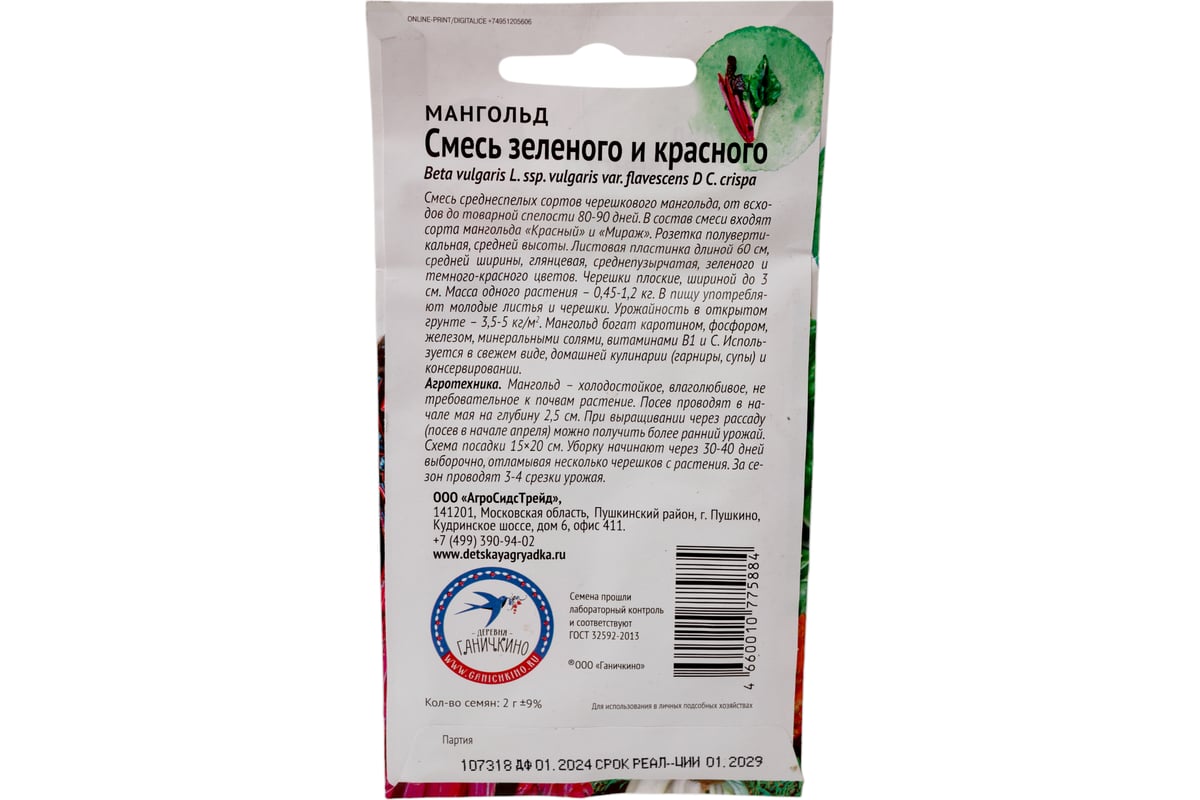 ONLINE-PRINT/DIGITALICE +74951205606
МАНГОЛЬД
Смесь зеленого и красного
Beta vulgaris L. ssp. vulgaris var. flavescens D C. crispa
Смесь среднеспелых сортов черешкового мангольда, от всхо-
дов до товарной спелости 80-90 дней. В состав смеси входят
сорта мангольда «Красный» и «Мираж». Розетка полуверти-
кальная, средней высоты. Листовая пластинка длиной 60 см,
средней ширины, глянцевая, среднепузырчатая, зеленого и
темного-красного цветов. Черешки плоские, шириной до 3
см. Масса одного растения – 0,45-1,2 кг. В пищу употребля-
ют молодые листья и черешки. Урожайность в открытом
грунте – 3,5-5 кг/м². Мангольд богат каротином, фосфором,
железом, минеральными солями, витаминами В1 и С. Исполь-
зуется в свежем виде, домашней кулинарии (гарниры, супы) и
консервировании.
Агротехника. Мангольд – холодостойкое, влаголюбивое, не
требовательное к почвам растение. Посев проводят в на-
чале мая на глубину 2,5 см. При выращивании через рассаду
(посев в начале апреля) можно получить более ранний урожай.
Схема посадки 15×20 см. Уборку начинают через 30-40 дней
выборочно, отламывая несколько черешков с растения. За се-
зон проводят 3-4 срезки урожая.
ООО «АгроСидсТрейд»,
141201, Московская область, Пушкинский район, г. Пушкино,
Кудринское шоссе, дом 6, офис 411.
+7 (499) 390-94-02
www.detskayagryadka.ru
ДЕРЕВНЯ
ГАНИЧКИНО
WWW.GANICHKINO.RU
Семена прошли
лабораторный контроль
и соответствуют
ГОСТ 32592-2013
®ООО «Ганичкино»
4 660010 775884
Кол-во семян: 2 г ±9%
Для использования в личных подсобных хозяйствах
Партия
107318 ДФ 01.2024 СРОК РЕАЛ--ЦИИ 01.2029